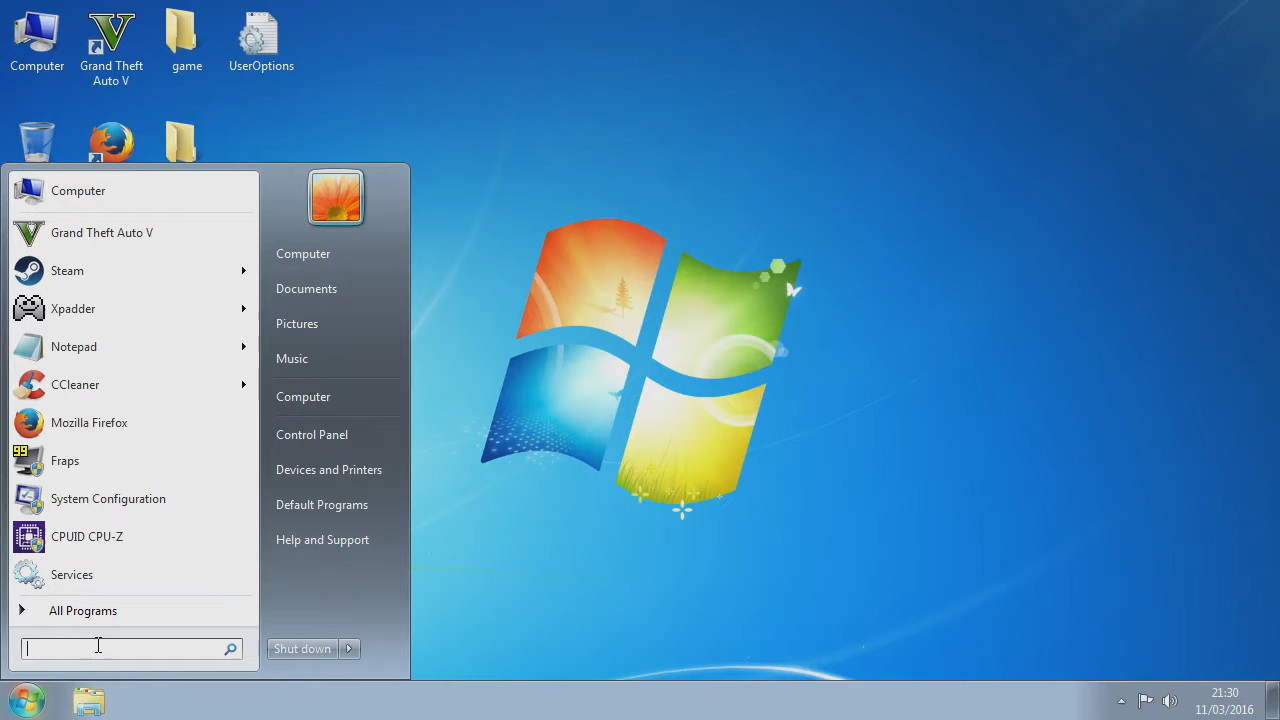 Computer
Grand Theft
Auto V
game
UserOptions
Computer
Grand Theft Auto V
Steam
Xpadder
Notepad
CCleaner
Mozilla Firefox
99
Fraps
System Configuration
CPUID CPU-Z
Services
All Programs
Computer
Documents
Pictures
Music
Computer
Control Panel
Devices and Printers
Default Programs
Help and Support
Shut down
21:30
11/03/2016